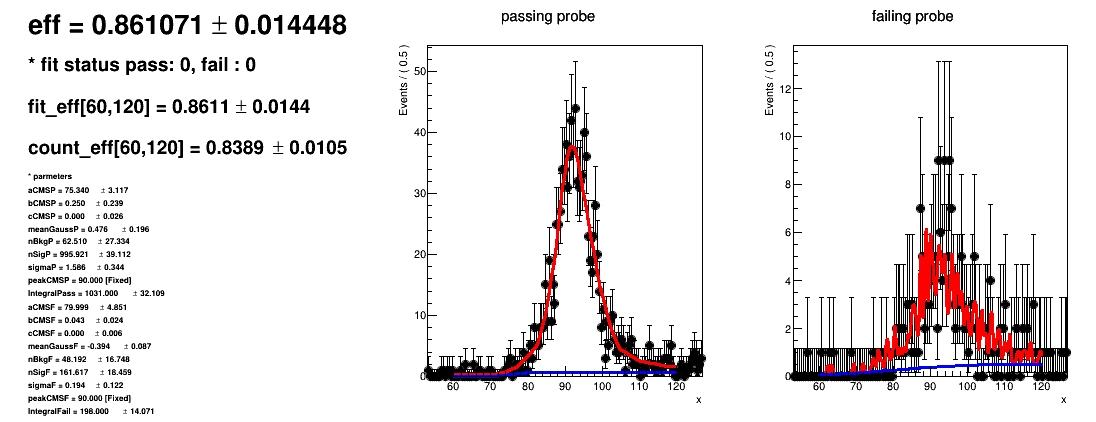 eff = 0.861071 ± 0.014448
* fit status pass: 0, fail : 0
fit_eff[60,120] = 0.8611 ± 0.0144
count_eff[60,120] = 0.8389 ± 0.0105
* parmeters
aCMSP = 75.340 ± 3.117
bCMSP = 0.250 ± 0.239
cCMSP = 0.000 ± 0.026
meanGaussP = 0.476 ± 0.196
nBkgP = 62.510 ± 27.334
nSigP = 995.921 ± 39.112
sigmaP = 1.586 ± 0.344
peakCMSP = 90.000 [Fixed]
IntegralPass = 1031.000 ± 32.109
aCMSF = 79.999 ± 4.851
bCMSF = 0.043 ± 0.024
cCMSF = 0.000 ± 0.006
meanGaussF = -0.394 ± 0.087
nBkgF = 48.192 ± 16.748
nSigF = 161.617 ± 18.459
sigmaF = 0.194 ± 0.122
peakCMSF = 90.000 [Fixed]
IntegralFail = 198.000 ± 14.071
passing probe
Events / ( 0.5 )
50
40
30
20
10
0
60 70 80 90 100 110 120
x
failing probe
Events / ( 0.5 )
12
10
8
6
4
2
0
60 70 80 90 100 110 120
x